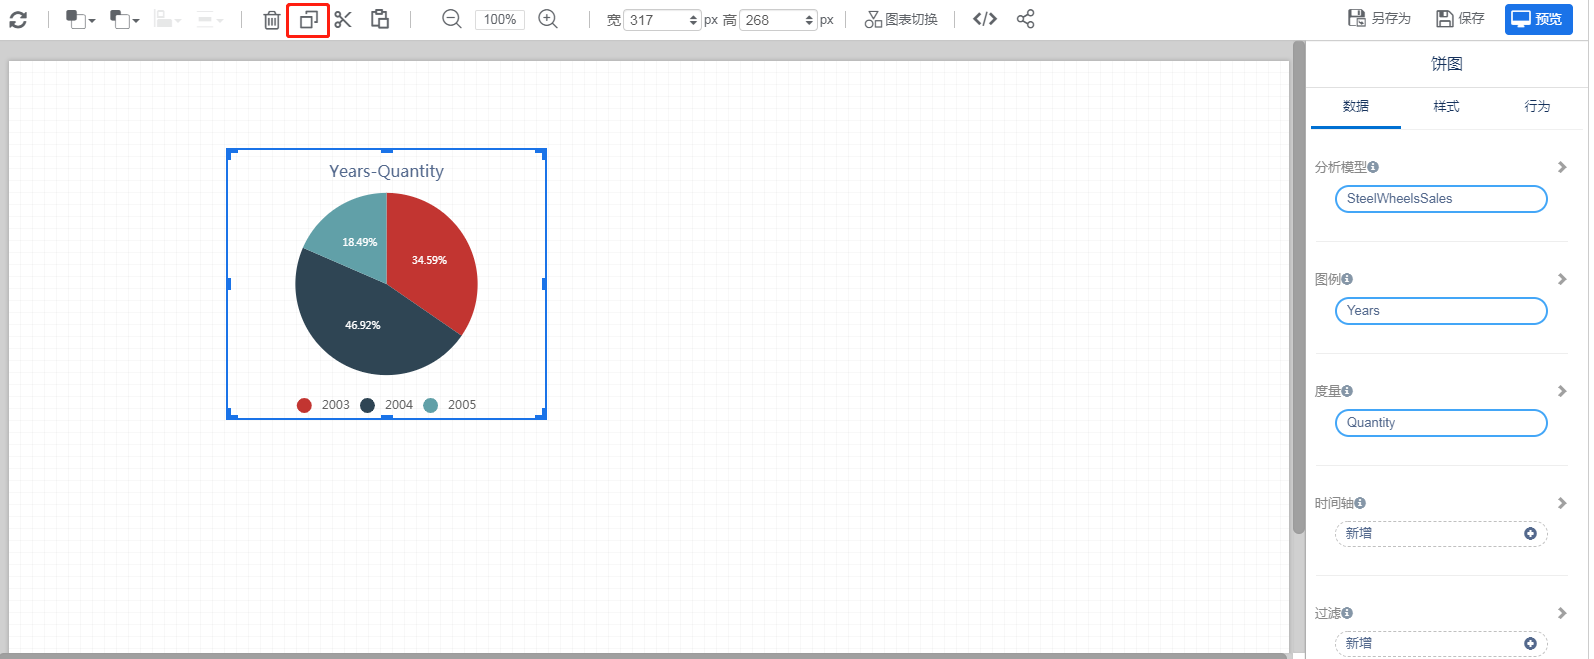 100%
宽 317 px 高 268 px
图表切换
另存为
保存
预览
Years-Quantity
18.49%
34.59%
46.92%
2003 2004 2005
饼图
数据 样式 行为
分析模型
SteelWheelsSales
图例
Years
度量
Quantity
时间轴
新增
过滤
新增